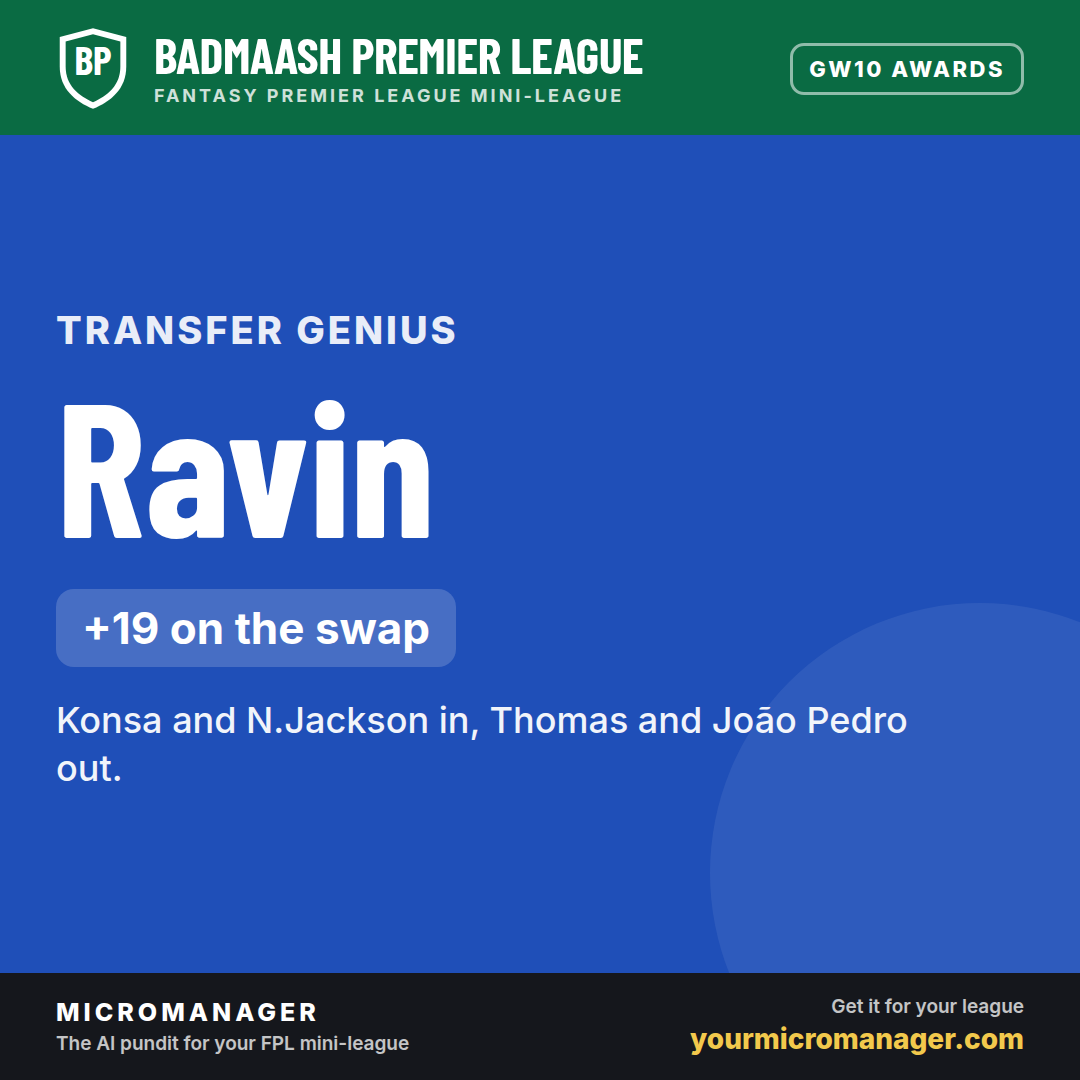 BP
BADMAASH PREMIER LEAGUE
FANTASY PREMIER LEAGUE MINI-LEAGUE
GW10 AWARDS
TRANSFER GENIUS
Ravin
+19 on the swap
Konsa and N.Jackson in, Thomas and João Pedro
out.
MICROMANAGER
The AI pundit for your FPL mini-league
Get it for your league
yourmicromanager.com